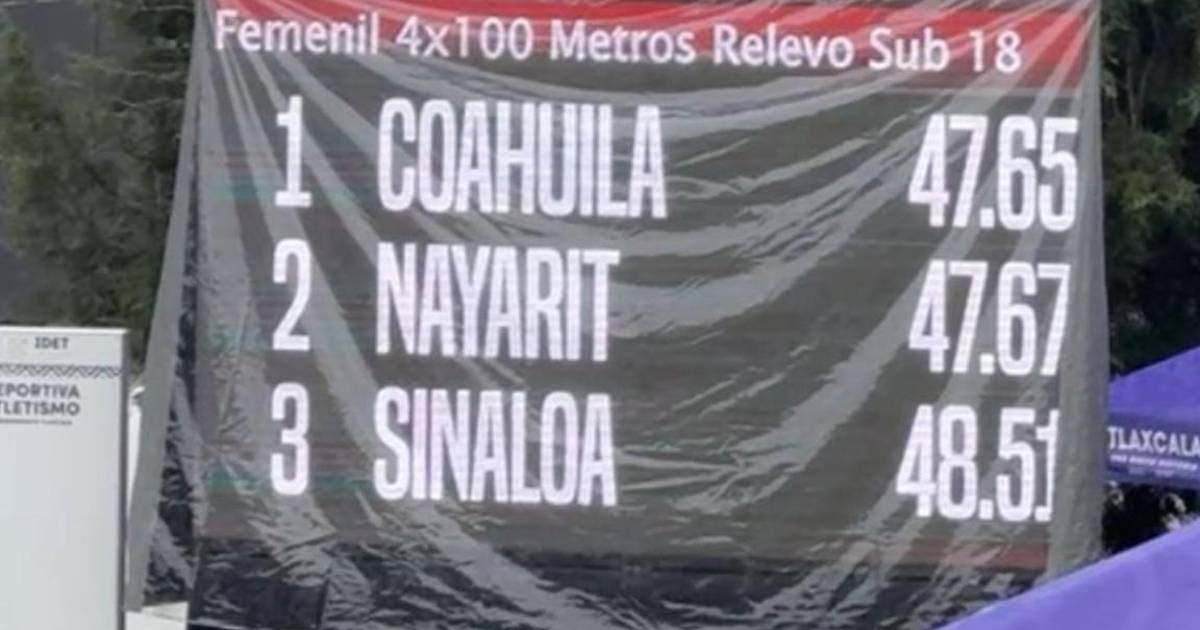 Femenil 4x100 Metros Relevo Sub 18
1 COAHUILA 47.65
2 NAYARIT 47.67
3 SINALOA 48.51
IDET
EPORTIVA
TLETISMO
TLAXCALA